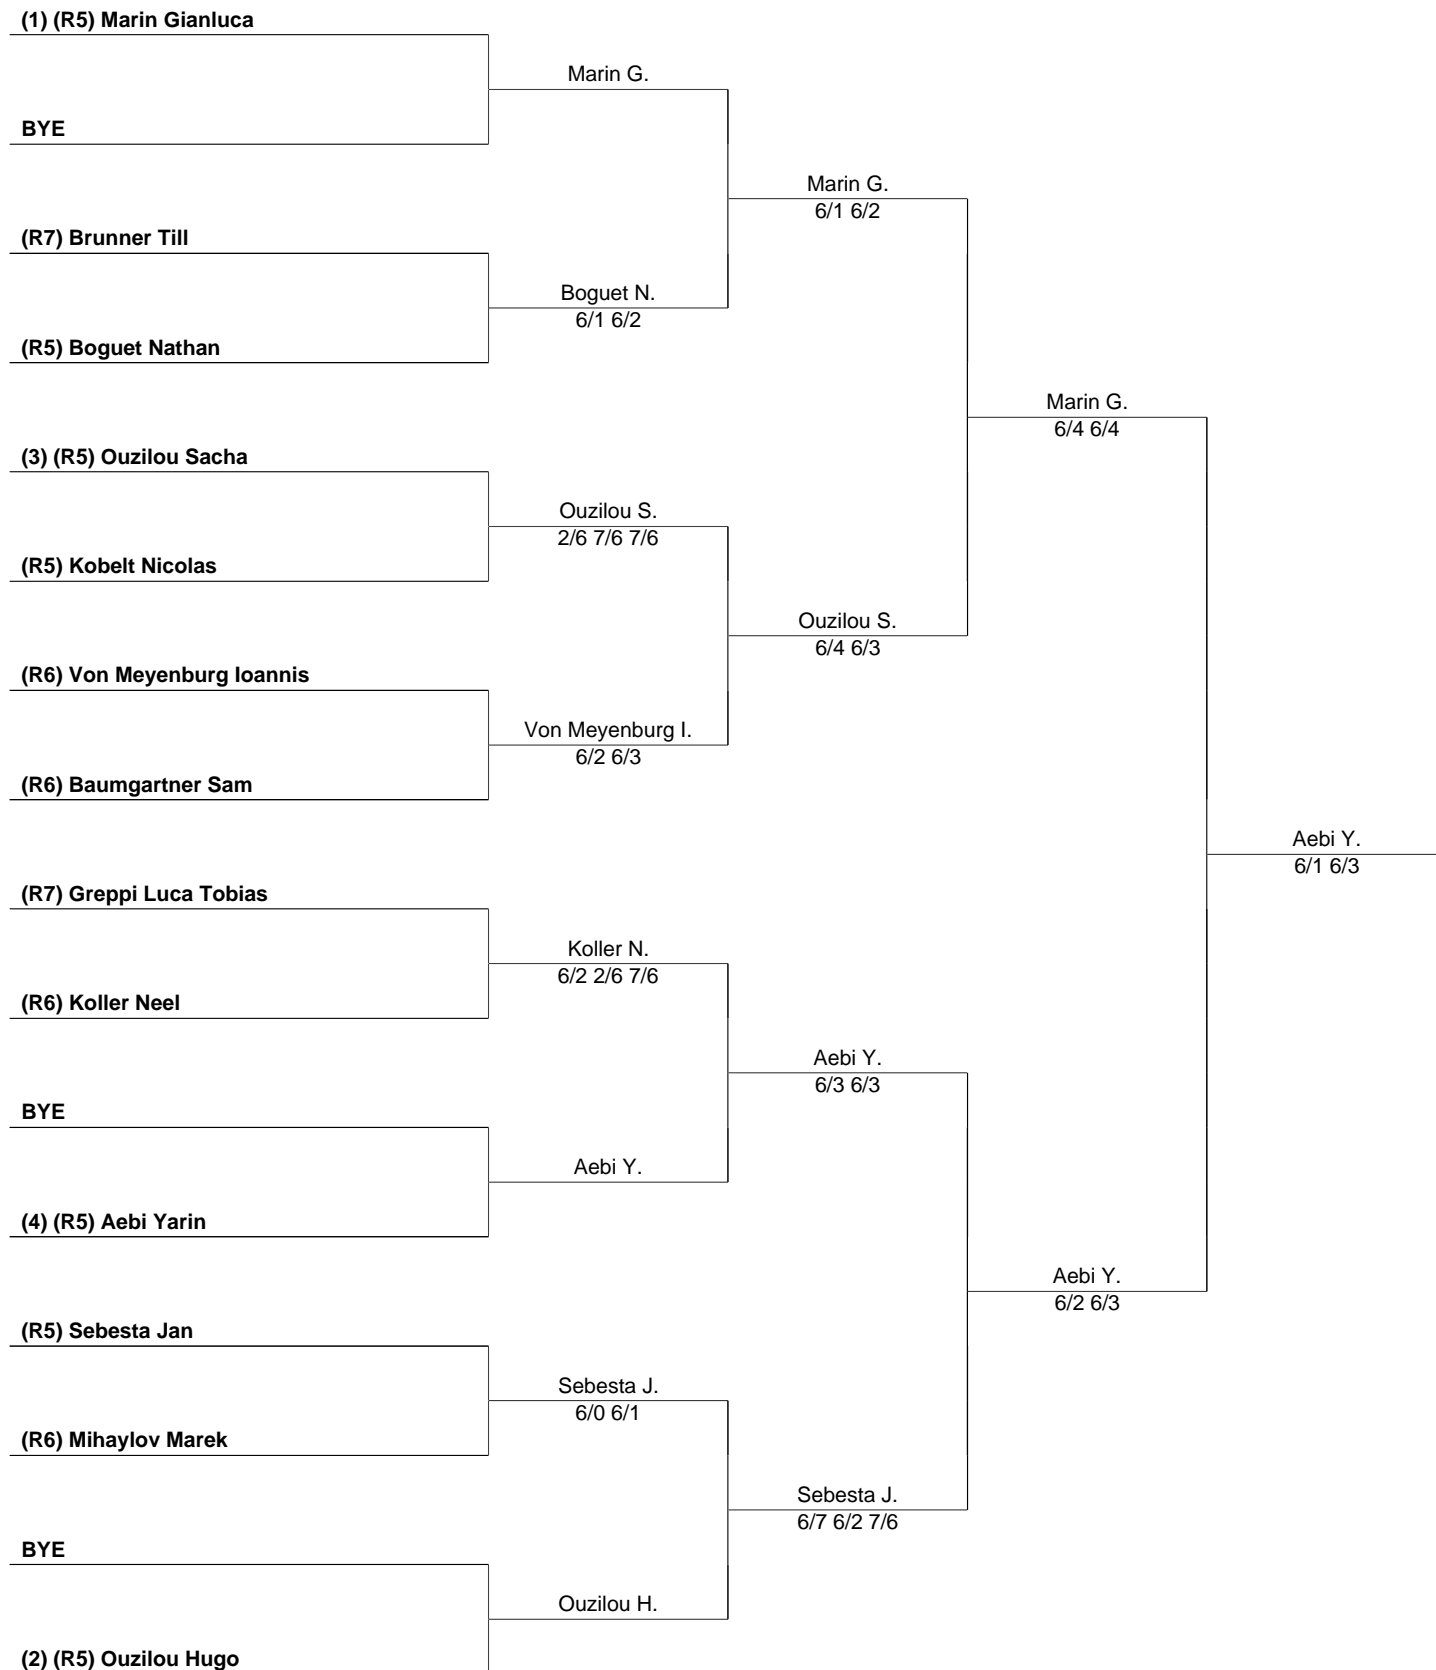 (1) (R5) Marin Gianluca
Marin G.
BYE
Marin G.
6/1 6/2
(R7) Brunner Till
Boguet N.
6/1 6/2
(R5) Boguet Nathan
Marin G.
6/4 6/4
(3) (R5) Ouzilou Sacha
Ouzilou S.
2/6 7/6 7/6
(R5) Kobelt Nicolas
Ouzilou S.
6/4 6/3
(R6) Von Meyenburg Ioannis
Von Meyenburg I.
6/2 6/3
(R6) Baumgartner Sam
Aebi Y.
6/1 6/3
(R7) Greppi Luca Tobias
Koller N.
6/2 2/6 7/6
(R6) Koller Neel
Aebi Y.
6/3 6/3
BYE
Aebi Y.
(4) (R5) Aebi Yarin
Aebi Y.
6/2 6/3
(R5) Sebesta Jan
Sebesta J.
6/0 6/1
(R6) Mihaylov Marek
Sebesta J.
6/7 6/2 7/6
BYE
Ouzilou H.
(2) (R5) Ouzilou Hugo